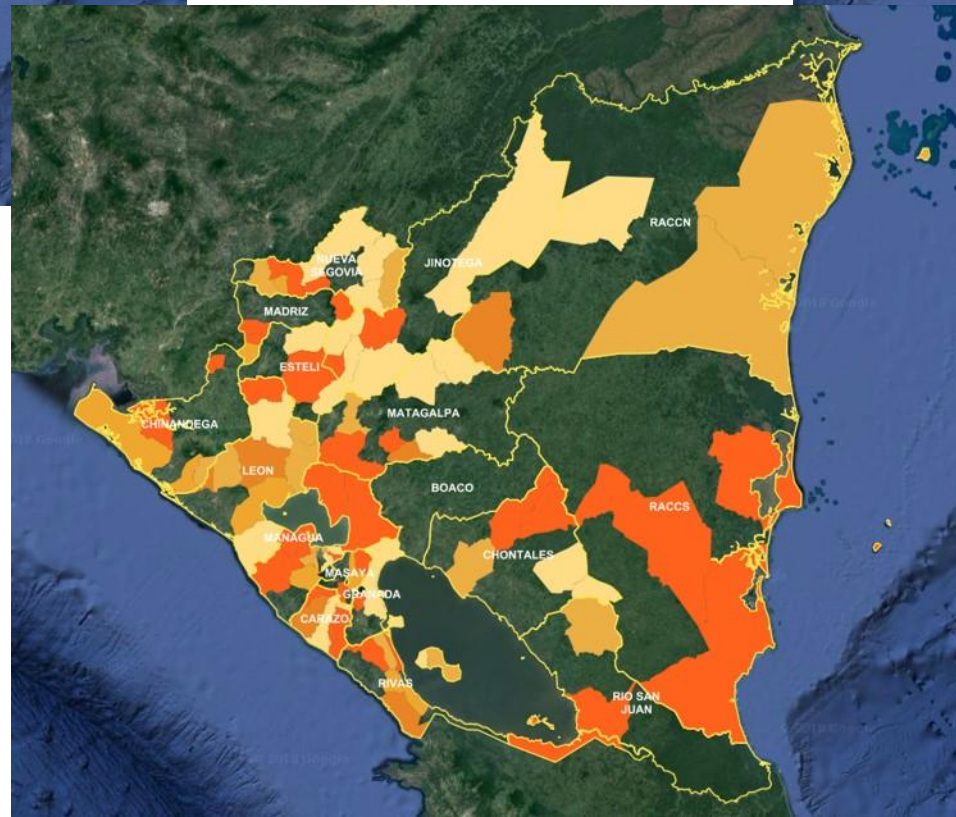 RACCN
NUEVA
SEGOVIA
JINOTEGA
MADRIZ
ESTELI
MATAGALPA
CHINANDEGA
LEON
BOACO
RACCS
MANAGUA
CHONTALES
MASAYA
GRANADA
CARAZO
RIVAS
RIO SAN
JUAN